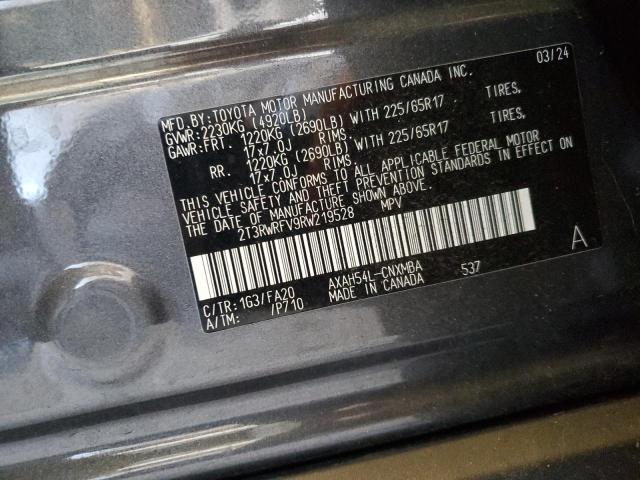 MFD.BY:TOYOTA MOTOR MANUFACTURING CANADA INC. 03/24
GVWR:2230KG (4920LB)
GAWR:FRT. 1220KG (2690LB) WITH 225/65R17 TIRES,
17x7.0J RIMS.
RR. 1220KG (2690LB) WITH 225/65R17 TIRES,
17x7.0J RIMS.
THIS VEHICLE CONFORMS TO ALL APPLICABLE FEDERAL MOTOR
VEHICLE SAFETY AND THEFT PREVENTION STANDARDS IN EFFECT ON
DATE OF MANUFACTURE SHOWN ABOVE.
2T3RWRFV9RW219528 MPV
A
C/TR:1G3/FA20 AXAH54L-CNXMBA 537
A/TM: /P710 MADE IN CANADA